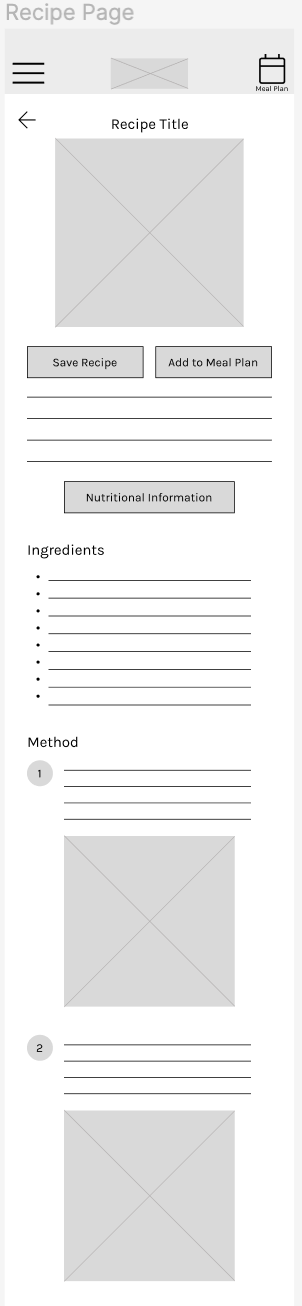 Recipe Page
Meal Plan
Recipe Title
Save Recipe
Add to Meal Plan
Nutritional Information
Ingredients
Method
1
2